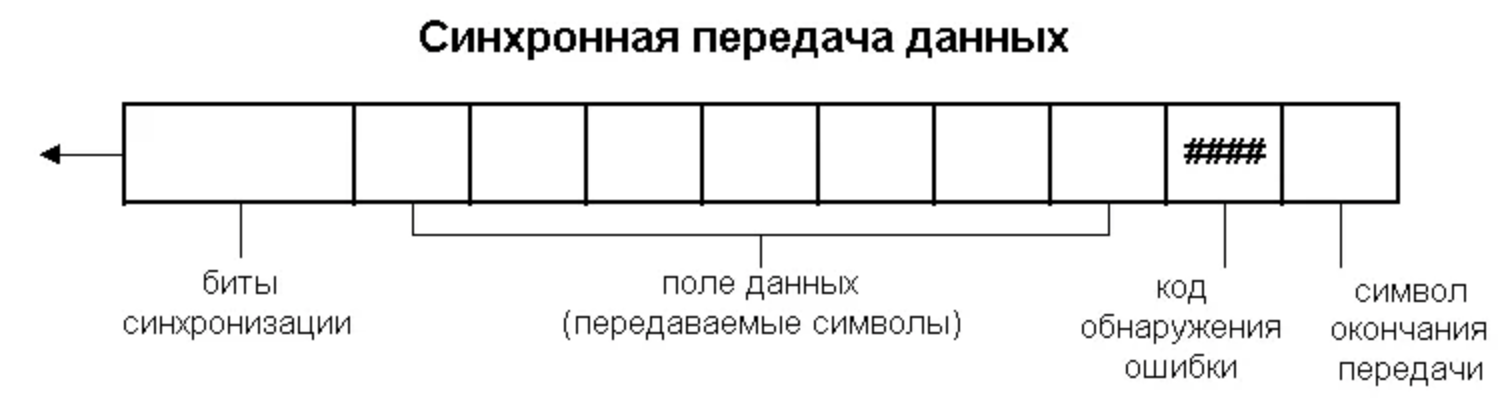 Синхронная передача данных
####
биты
синхронизации
поле данных
(передаваемые символы)
код
обнаружения
ошибки
символ
окончания
передачи